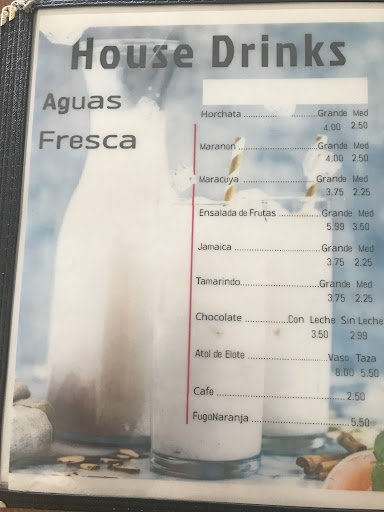 House Drinks
Aguas
Fresca
Horchata ........ Grande Med
4.00 2.50
Maranon ........ Grande Med
4.00 2.50
Maracuya ........ Grande Med
3.75 2.25
Ensalada de Frutas ........ Grande Med
5.99 3.50
Jamaica ........ Grande Med
3.75 2.25
Tamarindo ........ Grande Med
3.75 2.25
Chocolate ........ Con Leche Sin Leche
3.50 2.99
Atol de Elote ........ Vaso Taza
8.00 5.50
Cafe ........ 2.50
FugoNaranja ........ 5.50